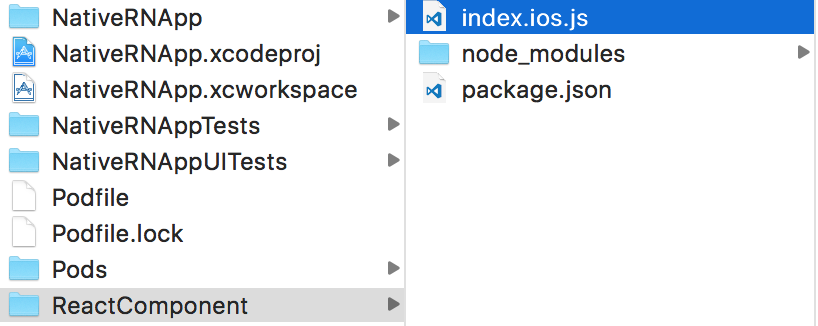 NativeRNApp
NativeRNApp.xcodeproj
NativeRNApp.xcworkspace
NativeRNAppTests
NativeRNAppUITests
Podfile
Podfile.lock
Pods
ReactComponent
index.ios.js
node_modules
package.json